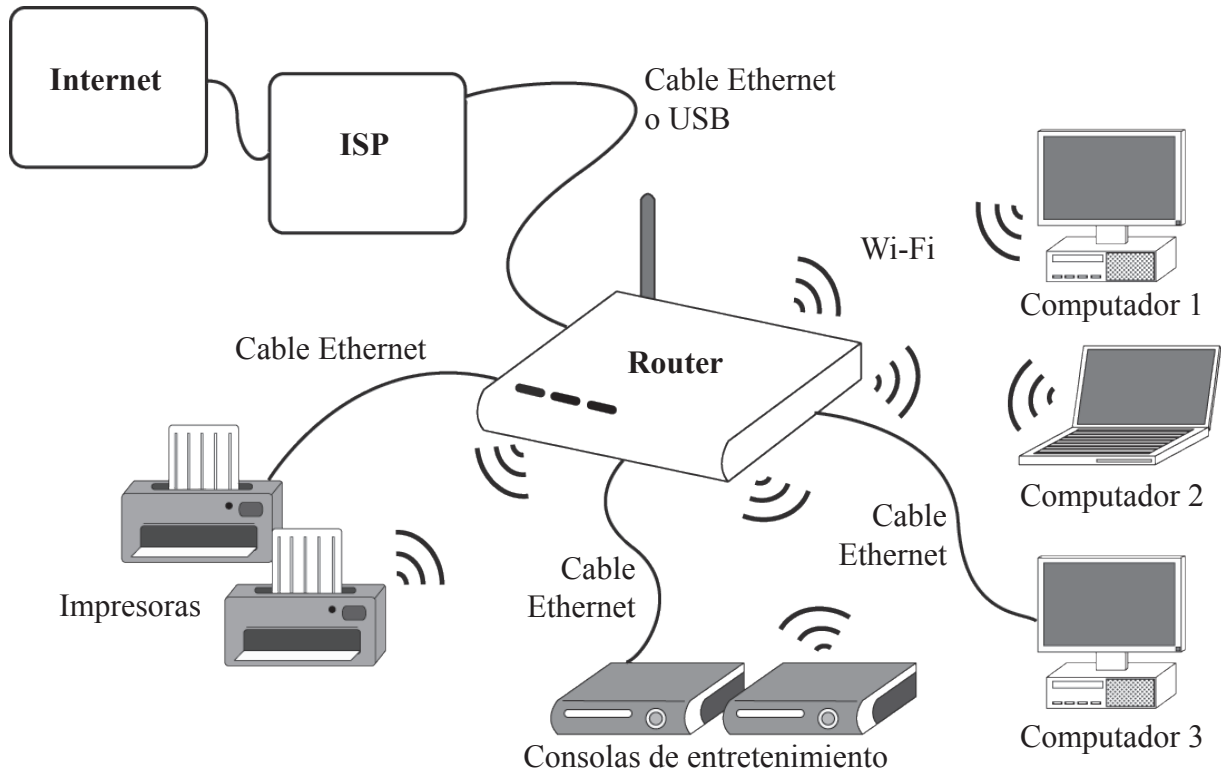 Internet
ISP
Cable Ethernet
o USB
Wi-Fi
Computador 1
Cable Ethernet
Router
Computador 2
Cable
Ethernet
Cable
Ethernet
Impresoras
Computador 3
Consolas de entretenimiento